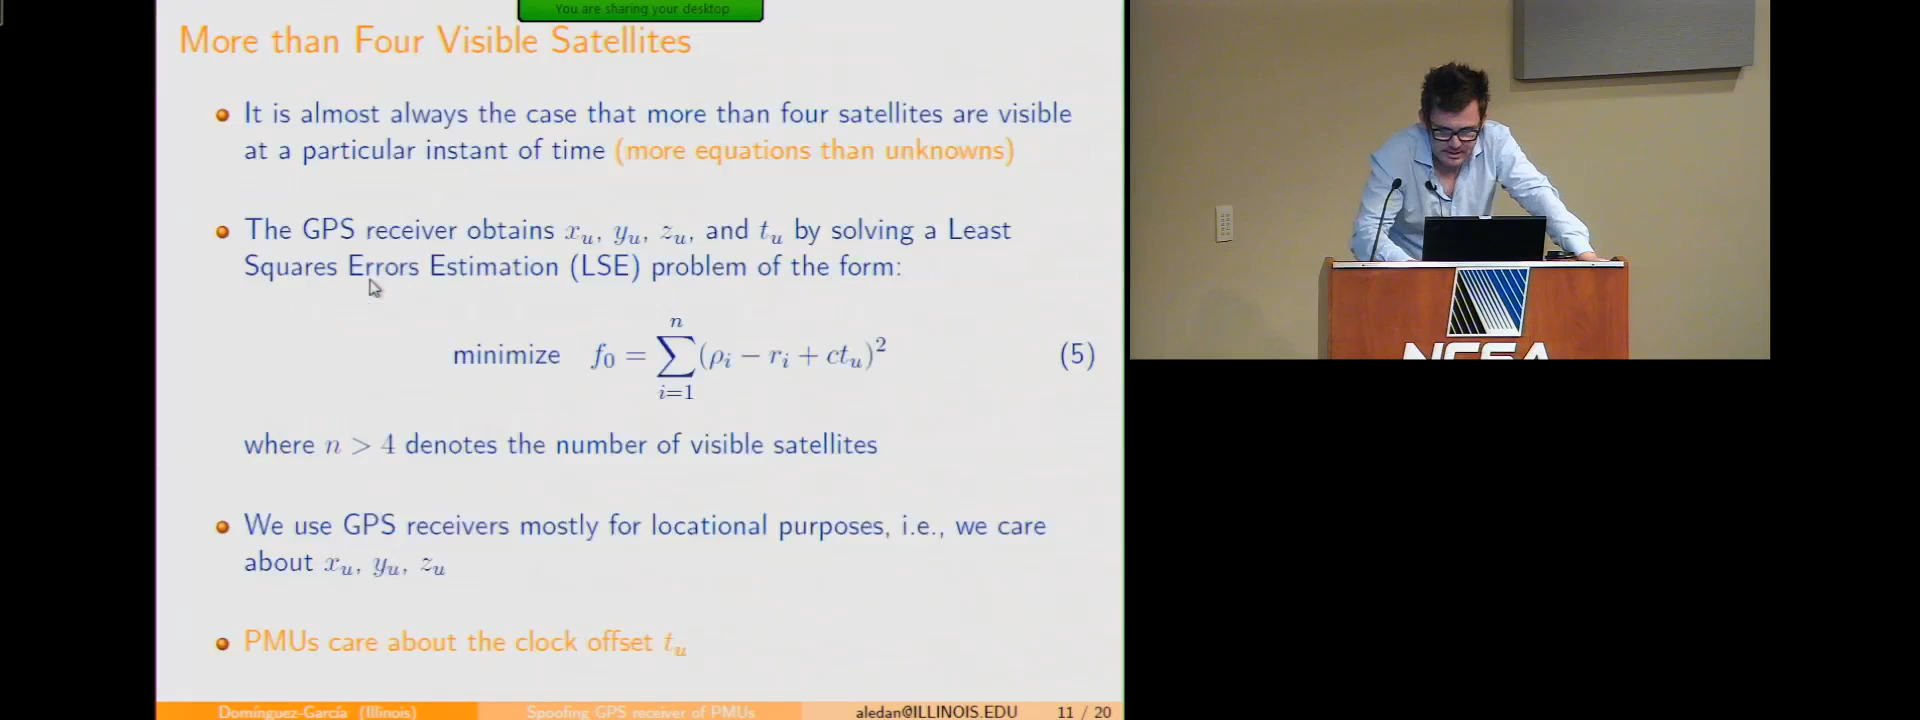 You are sharing your desktop
More than Four Visible Satellites
It is almost always the case that more than four satellites are visible
at a particular instant of time (more equations than unknowns)
The GPS receiver obtains x_u, y_u, z_u, and t_u by solving a Least
Squares Errors Estimation (LSE) problem of the form:
minimize f_0 = ∑_{i=1}^{n} (ρ_i − r_i + ct_u)^2 (5)
where n > 4 denotes the number of visible satellites
We use GPS receivers mostly for locational purposes, i.e., we care
about x_u, y_u, z_u
PMUs care about the clock offset t_u
Domínguez-García (Illinois) Spoofing GPS receiver of PMUs aledan@ILLINOIS.EDU 11 / 20
NCSA